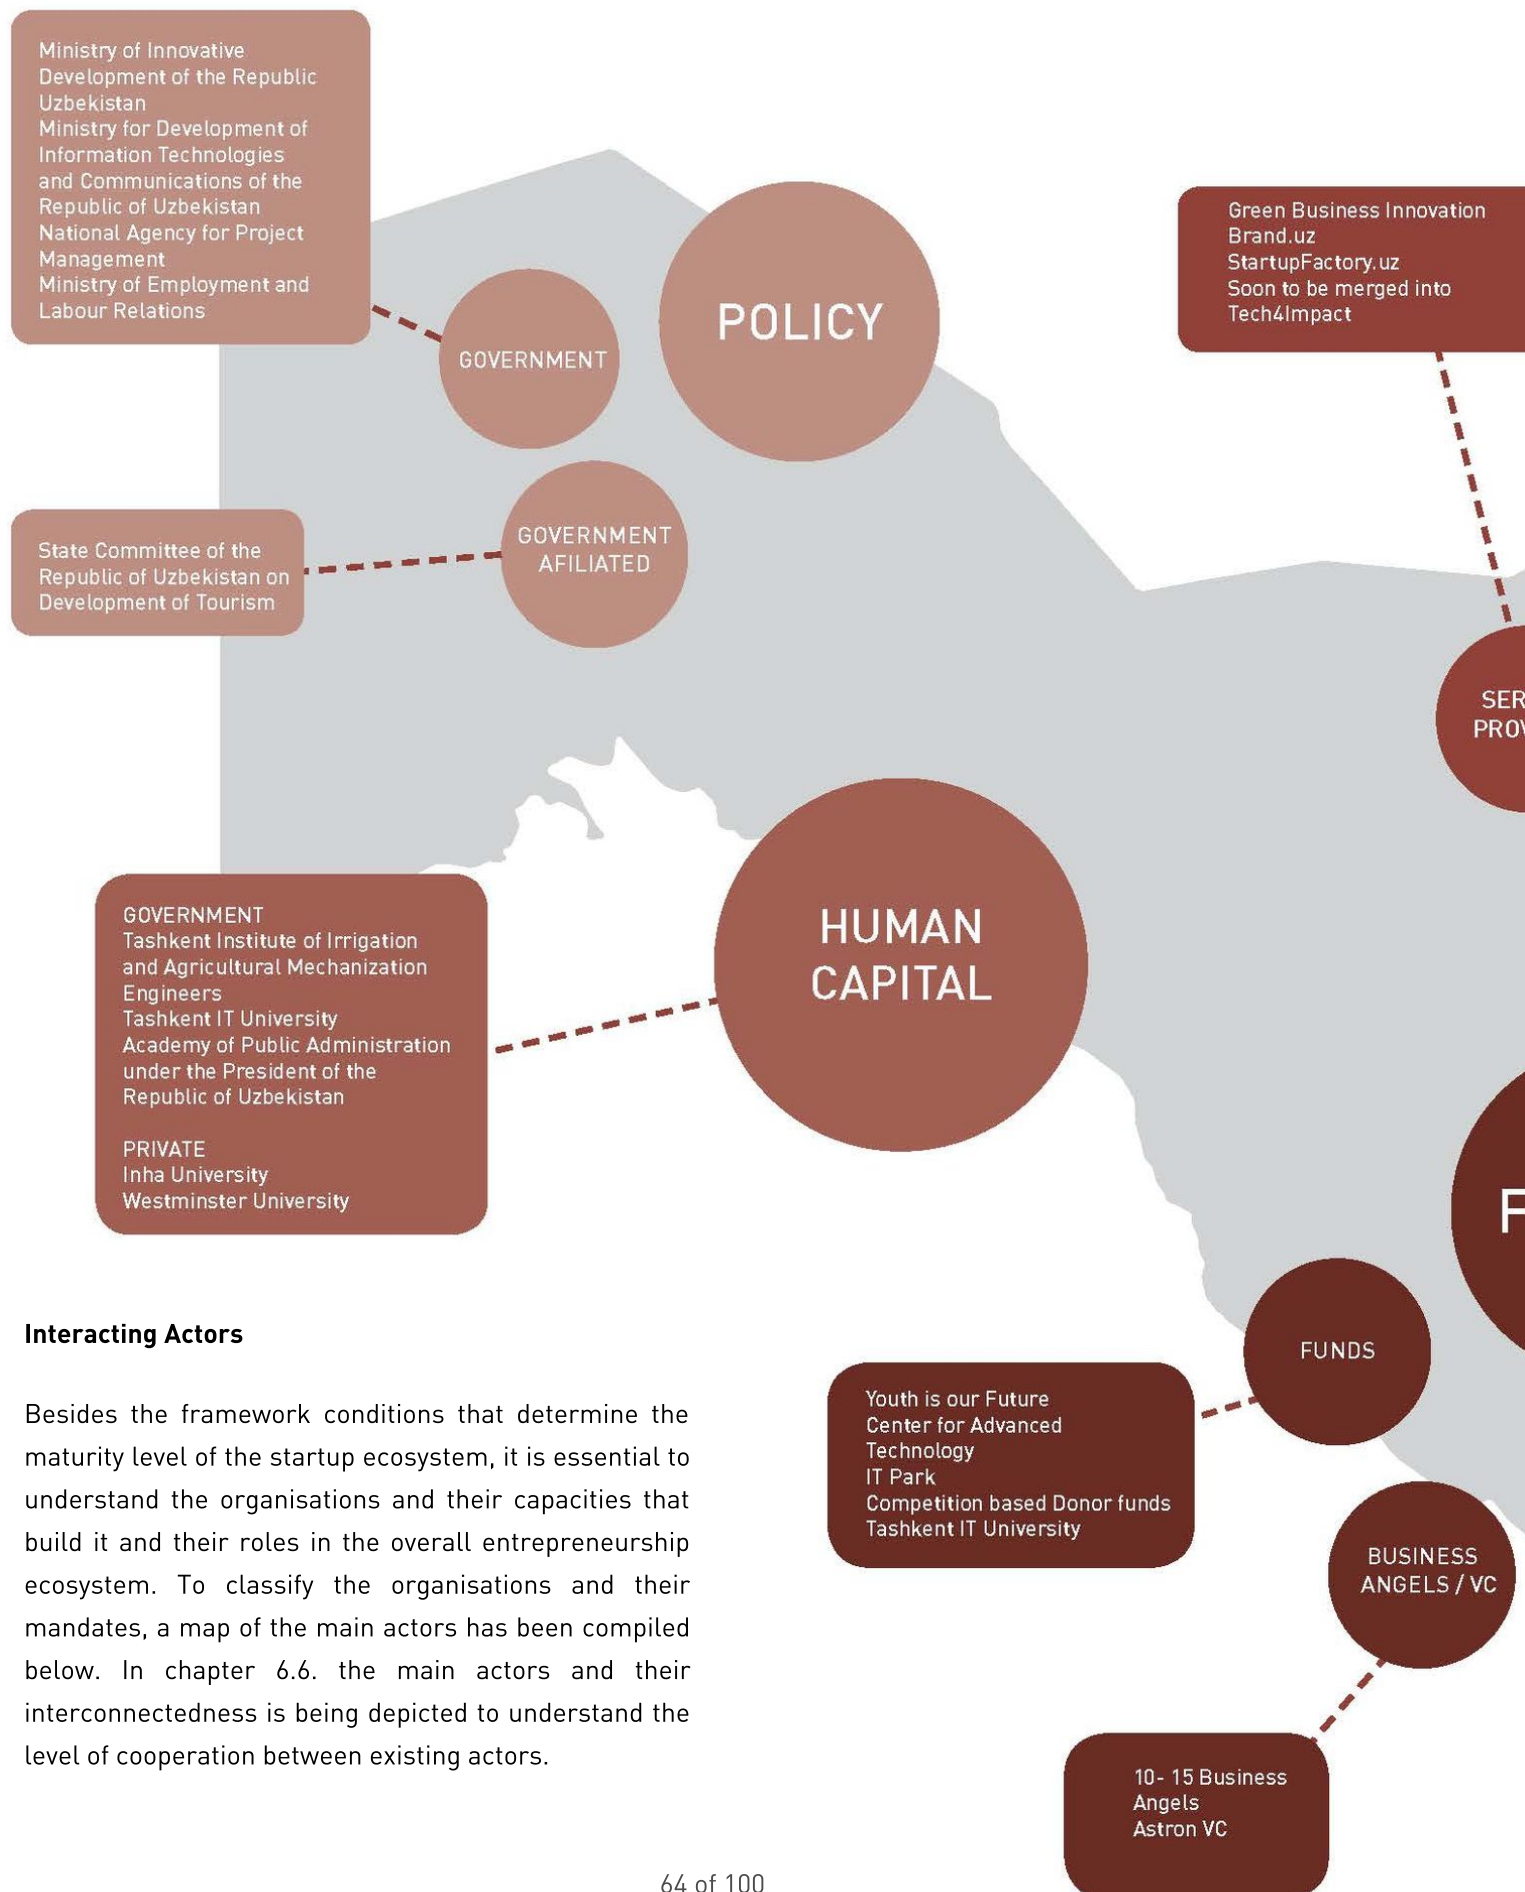 Ministry of Innovative
Development of the Republic
Uzbekistan
Ministry for Development of
Information Technologies
and Communications of the
Republic of Uzbekistan
National Agency for Project
Management
Ministry of Employment and
Labour Relations
GOVERNMENT
POLICY
Green Business Innovation
Brand.uz
StartupFactory.uz
Soon to be merged into
Tech4Impact
State Committee of the
Republic of Uzbekistan on
Development of Tourism
GOVERNMENT
AFILIATED
SER
PROV
HUMAN
CAPITAL
GOVERNMENT
Tashkent Institute of Irrigation
and Agricultural Mechanization
Engineers
Tashkent IT University
Academy of Public Administration
under the President of the
Republic of Uzbekistan
PRIVATE
Inha University
Westminster University
F
FUNDS
Youth is our Future
Center for Advanced
Technology
IT Park
Competition based Donor funds
Tashkent IT University
BUSINESS
ANGELS / VC
10- 15 Business
Angels
Astron VC
Interacting Actors
Besides the framework conditions that determine the
maturity level of the startup ecosystem, it is essential to
understand the organisations and their capacities that
build it and their roles in the overall entrepreneurship
ecosystem. To classify the organisations and their
mandates, a map of the main actors has been compiled
below. In chapter 6.6. the main actors and their
interconnectedness is being depicted to understand the
level of cooperation between existing actors.
64 of 100